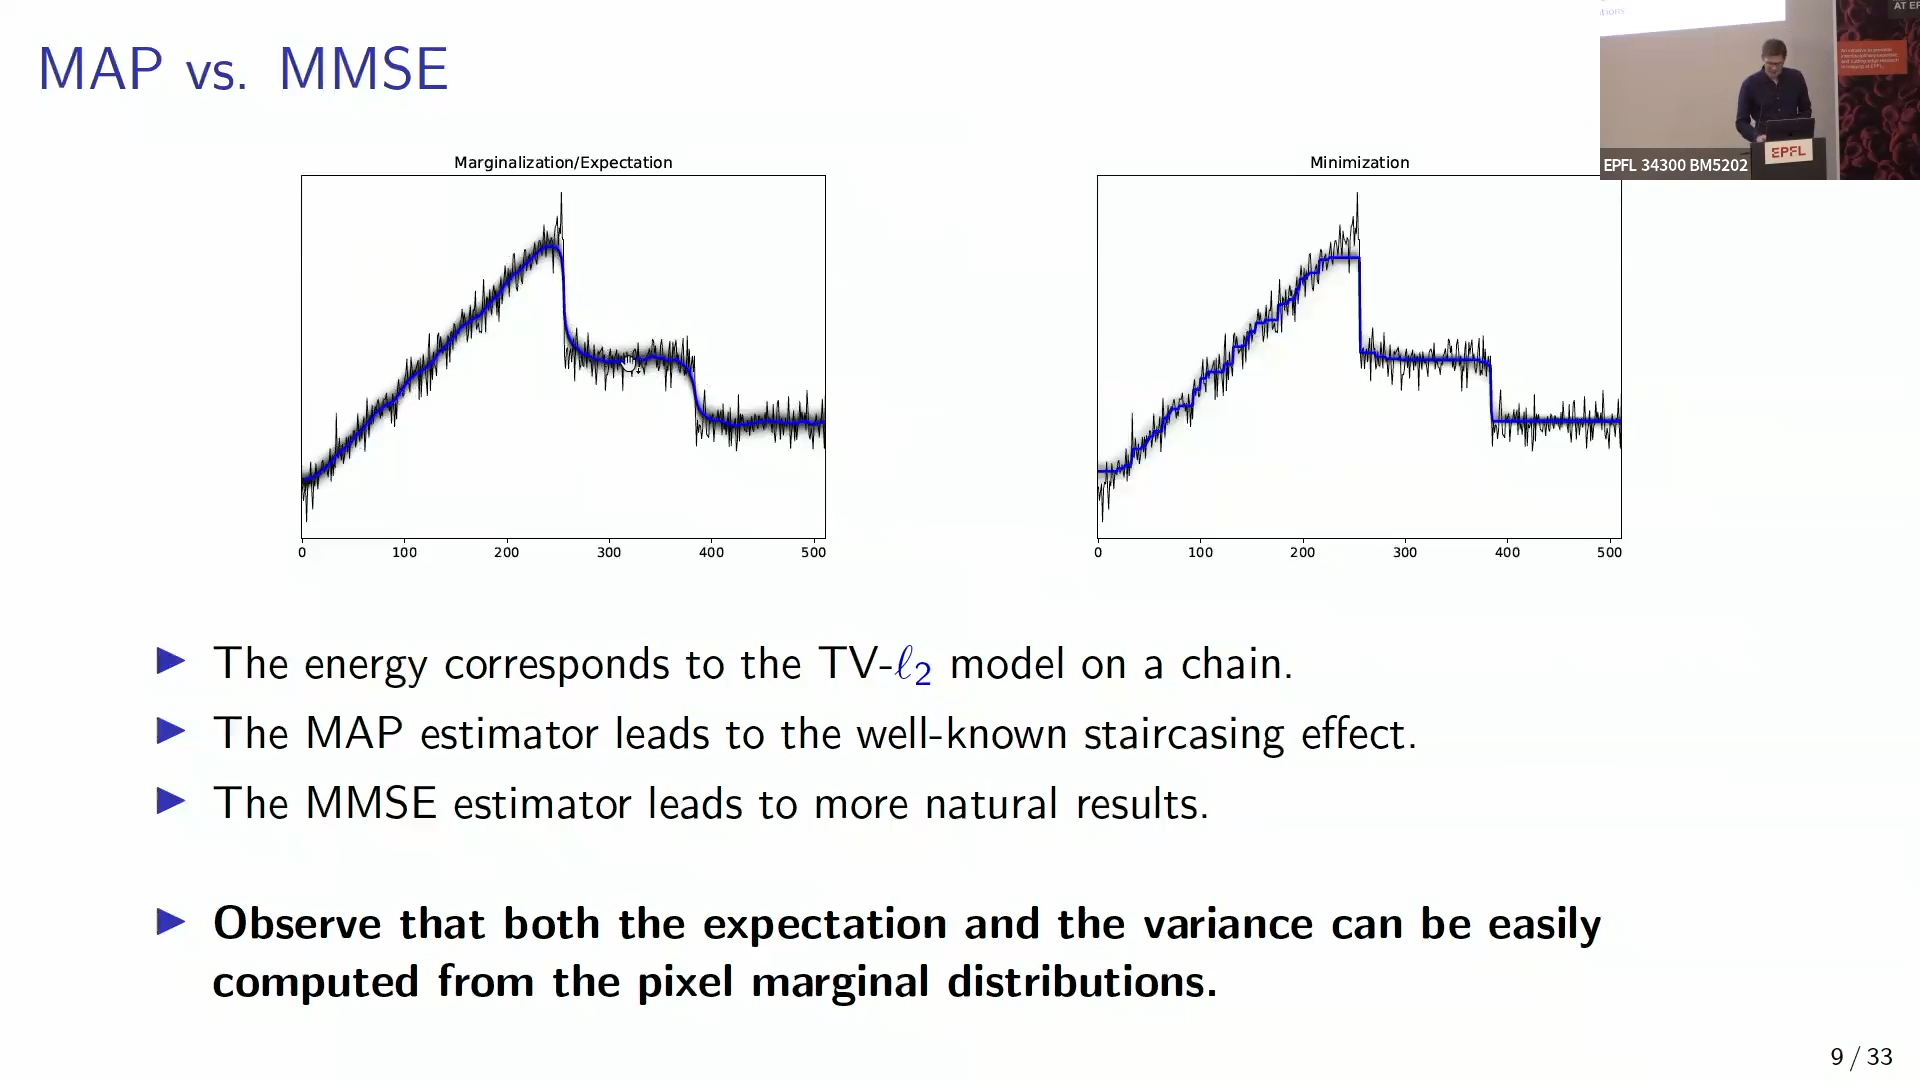 MAP vs. MMSE
AT EP
EPFL 34300 BM5202
EPFL
Marginalization/Expectation
0 100 200 300 400 500
Minimization
0 100 200 300 400 500
▶ The energy corresponds to the TV-ℓ₂ model on a chain.
▶ The MAP estimator leads to the well-known staircasing effect.
▶ The MMSE estimator leads to more natural results.
▶ Observe that both the expectation and the variance can be easily
computed from the pixel marginal distributions.
9 / 33